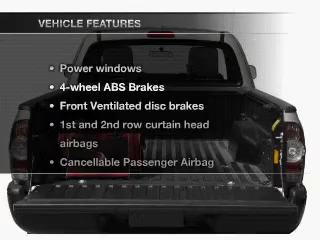 VEHICLE FEATURES
• Power windows
• 4-wheel ABS Brakes
• Front Ventilated disc brakes
• 1st and 2nd row curtain head
airbags
• Cancellable Passenger Airbag